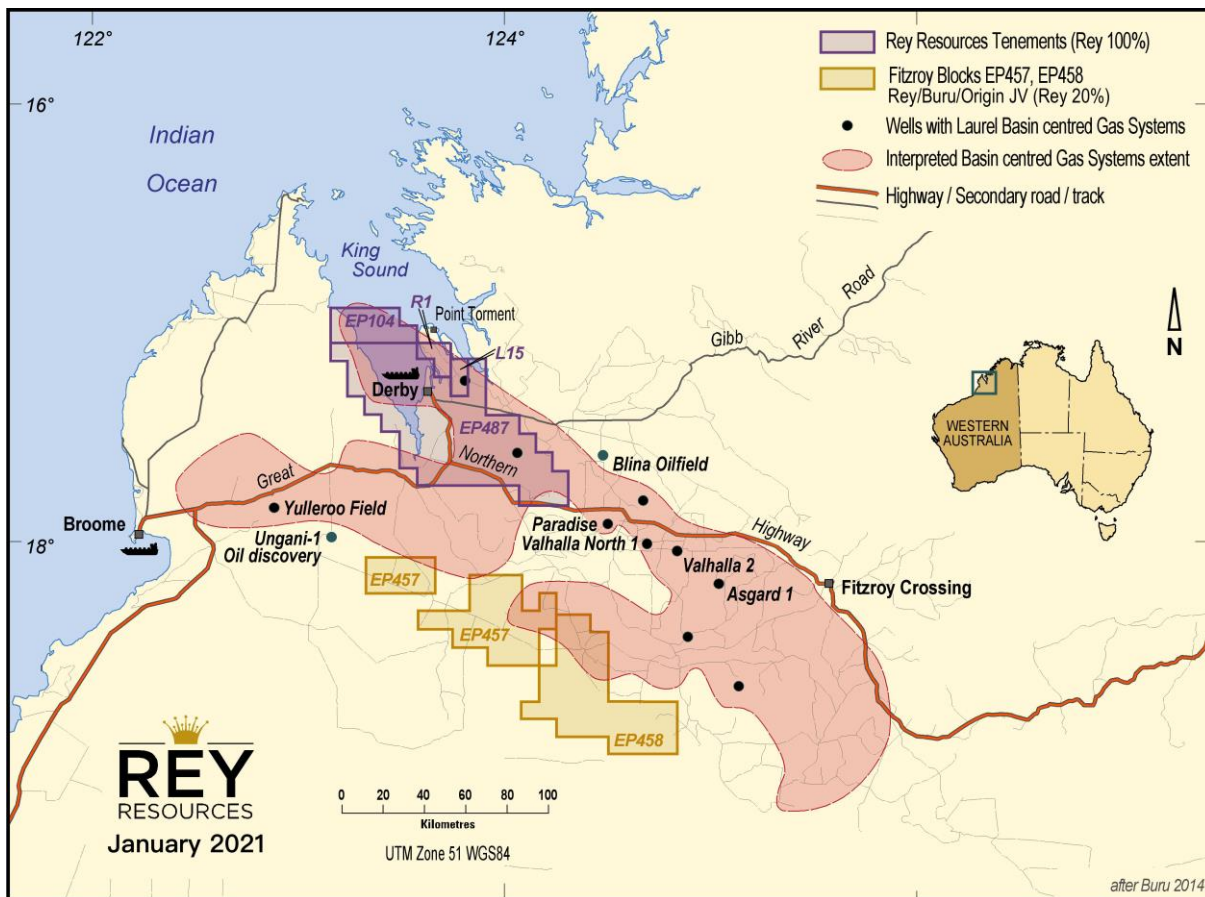 122°
124°
16°
18°
Indian
Ocean
Rey Resources Tenements (Rey 100%)
Fitzroy Blocks EP457, EP458
Rey/Buru/Origin JV (Rey 20%)
Wells with Laurel Basin centred Gas Systems
Interpreted Basin centred Gas Systems extent
Highway / Secondary road / track
King
Sound
R1
EP104
Point Torment
L15
Gibb
River
Road
N
Derby
EP487
WESTERN
AUSTRALIA
Great
Northern
Highway
Blina Oilfield
Broome
Yulleroo Field
Ungani-1
Oil discovery
Paradise
Valhalla North 1
Valhalla 2
Asgard 1
Fitzroy Crossing
EP457
EP457
EP458
REY
RESOURCES
January 2021
0 20 40 60 80 100
Kilometres
UTM Zone 51 WGS84
after Buru 2014